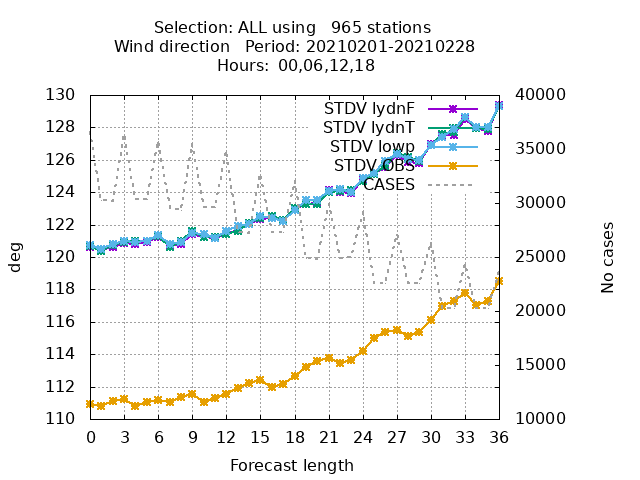 Selection: ALL using   965 stations
Wind direction   Period: 20210201-20210228
Hours:  00,06,12,18
STDV lydnF
STDV lydnT
STDV lowp
STDV OBS
CASES
130
128
126
124
122
120
118
116
114
112
110
deg
40000
35000
30000
25000
20000
15000
10000
No cases
0 3 6 9 12 15 18 21 24 27 30 33 36
Forecast length